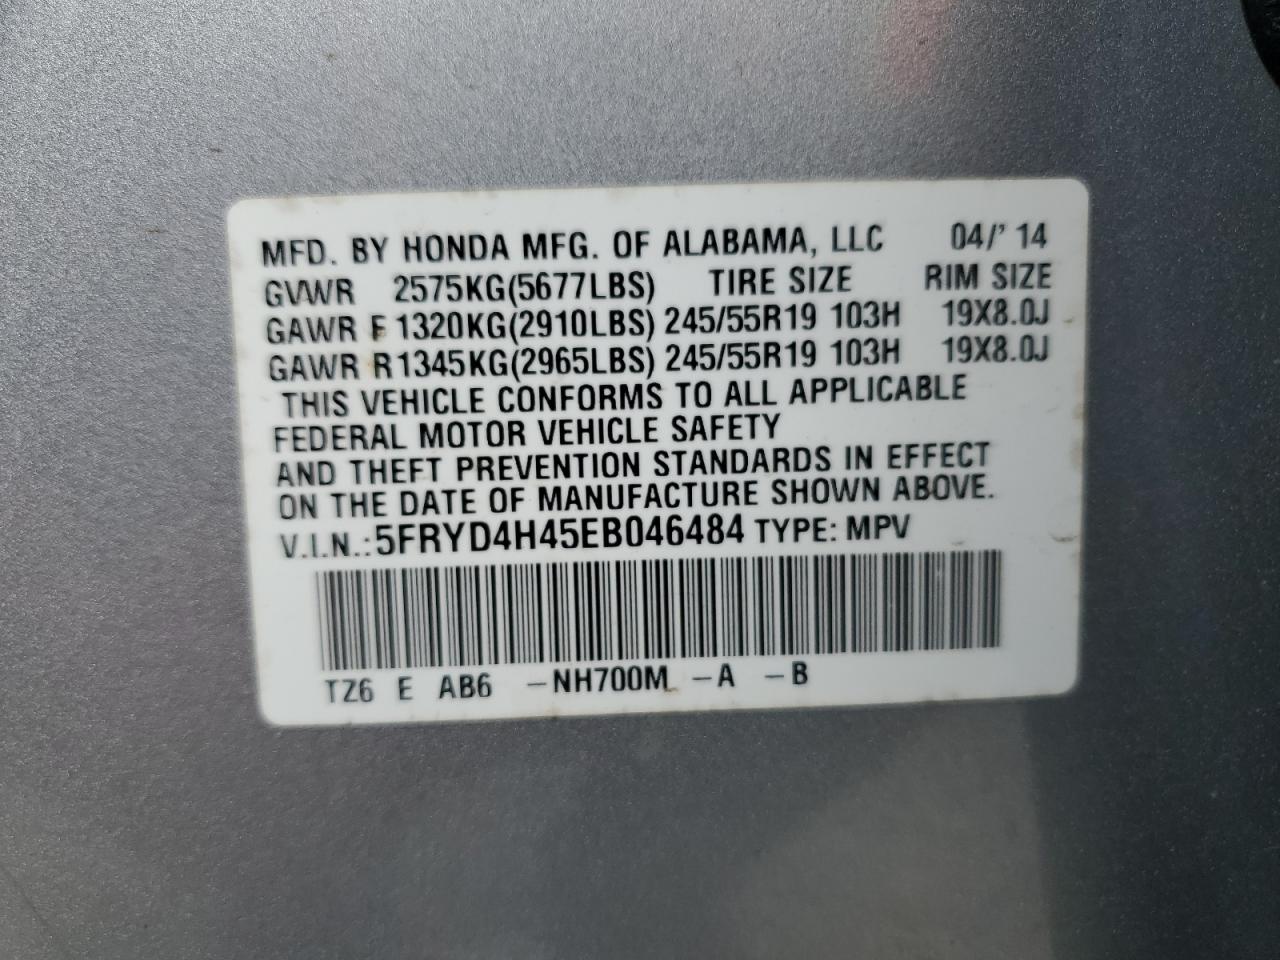 MFD. BY HONDA MFG. OF ALABAMA, LLC 04/' 14
GVWR 2575KG(5677LBS) TIRE SIZE RIM SIZE
GAWR F 1320KG(2910LBS) 245/55R19 103H 19X8.0J
GAWR R 1345KG(2965LBS) 245/55R19 103H 19X8.0J
THIS VEHICLE CONFORMS TO ALL APPLICABLE
FEDERAL MOTOR VEHICLE SAFETY
AND THEFT PREVENTION STANDARDS IN EFFECT
ON THE DATE OF MANUFACTURE SHOWN ABOVE.
V.I.N.: 5FRYD4H45EB046484 TYPE: MPV
TZ6 E AB6 -NH700M -A -B